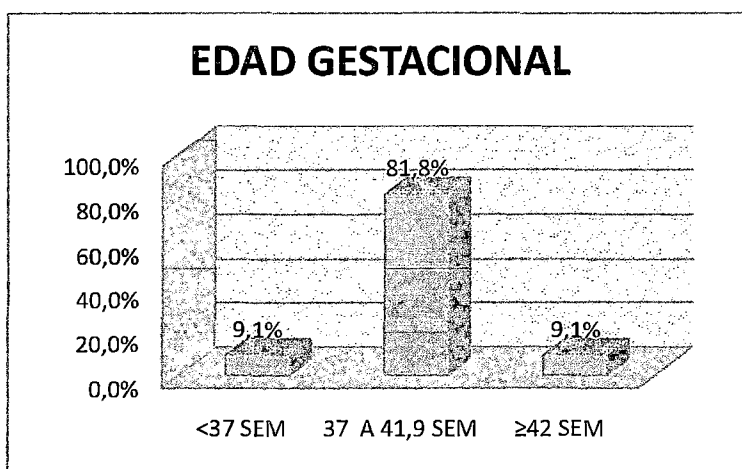 EDAD GESTACIONAL
100,0%
80,0%
60,0%
40,0%
20,0%
0,0%
9,1%
81,8%
9,1%
<37 SEM
37 A 41,9 SEM
≥42 SEM